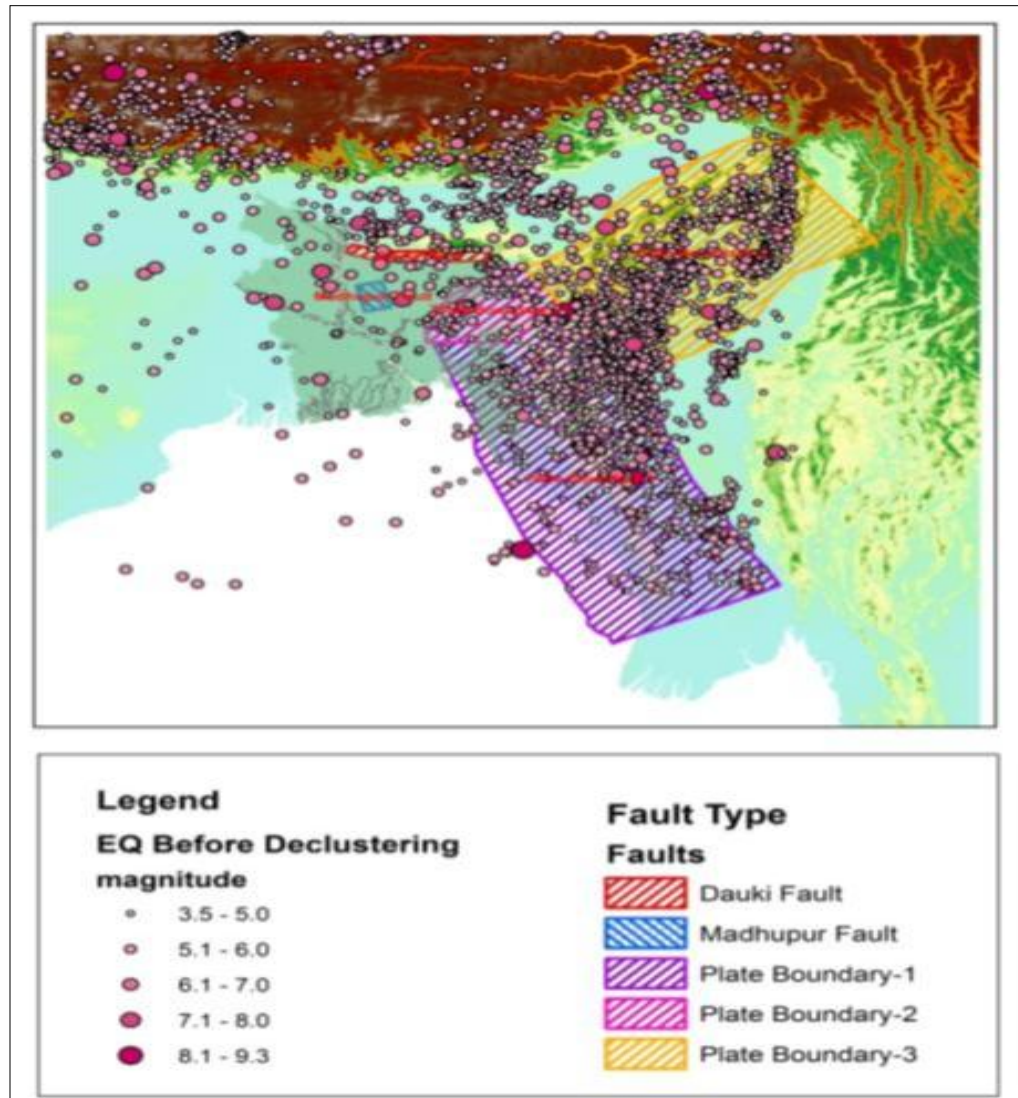 Legend
EQ Before Declustering
magnitude
3.5 - 5.0
5.1 - 6.0
6.1 - 7.0
7.1 - 8.0
8.1 - 9.3
Fault Type
Faults
Dauki Fault
Madhupur Fault
Plate Boundary-1
Plate Boundary-2
Plate Boundary-3